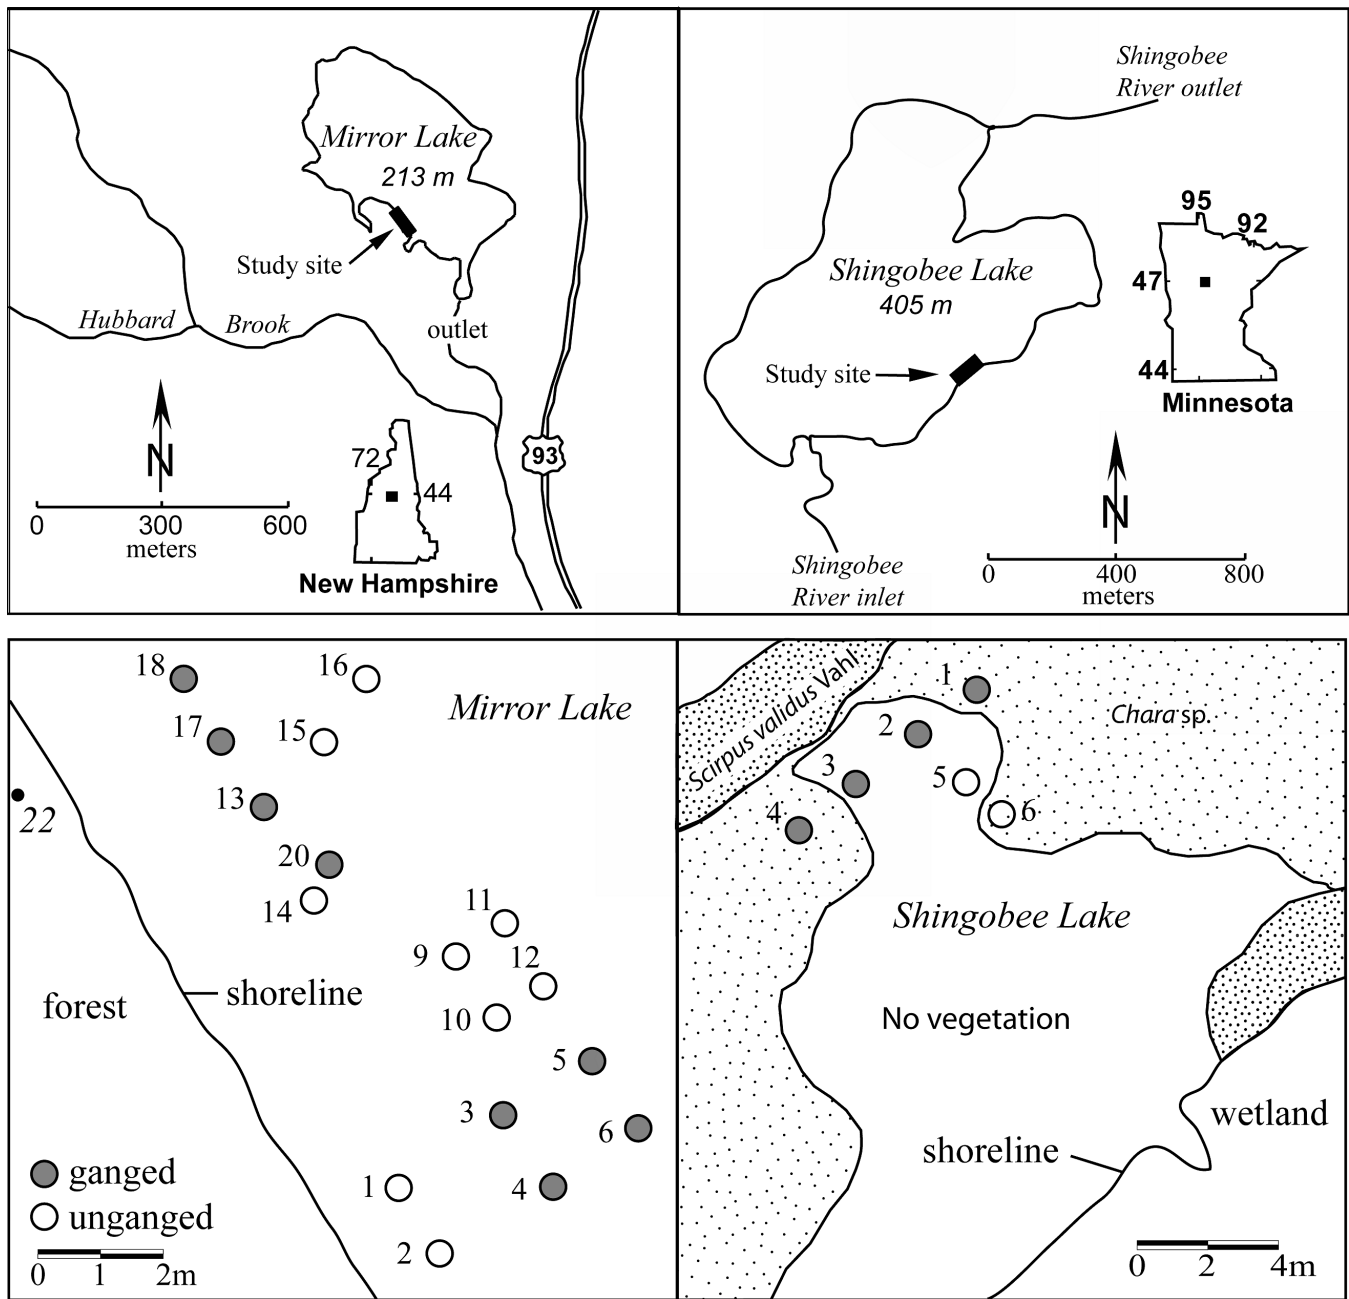 Mirror Lake
213 m
Study site
Hubbard
Brook
outlet
N
93
72
44
0 300 600
meters
New Hampshire
Shingobee
River outlet
95
92
47
44
Minnesota
Shingobee Lake
405 m
Study site
N
Shingobee
River inlet
0 400 800
meters
18
16
Mirror Lake
17
15
13
22
20
14
11
9
12
10
forest
shoreline
5
3
6
1
4
2
ganged
unganged
0 1 2m
Scirpus validus Vahl
1
Chara sp.
2
3
5
4
6
Shingobee Lake
No vegetation
wetland
shoreline
0 2 4m